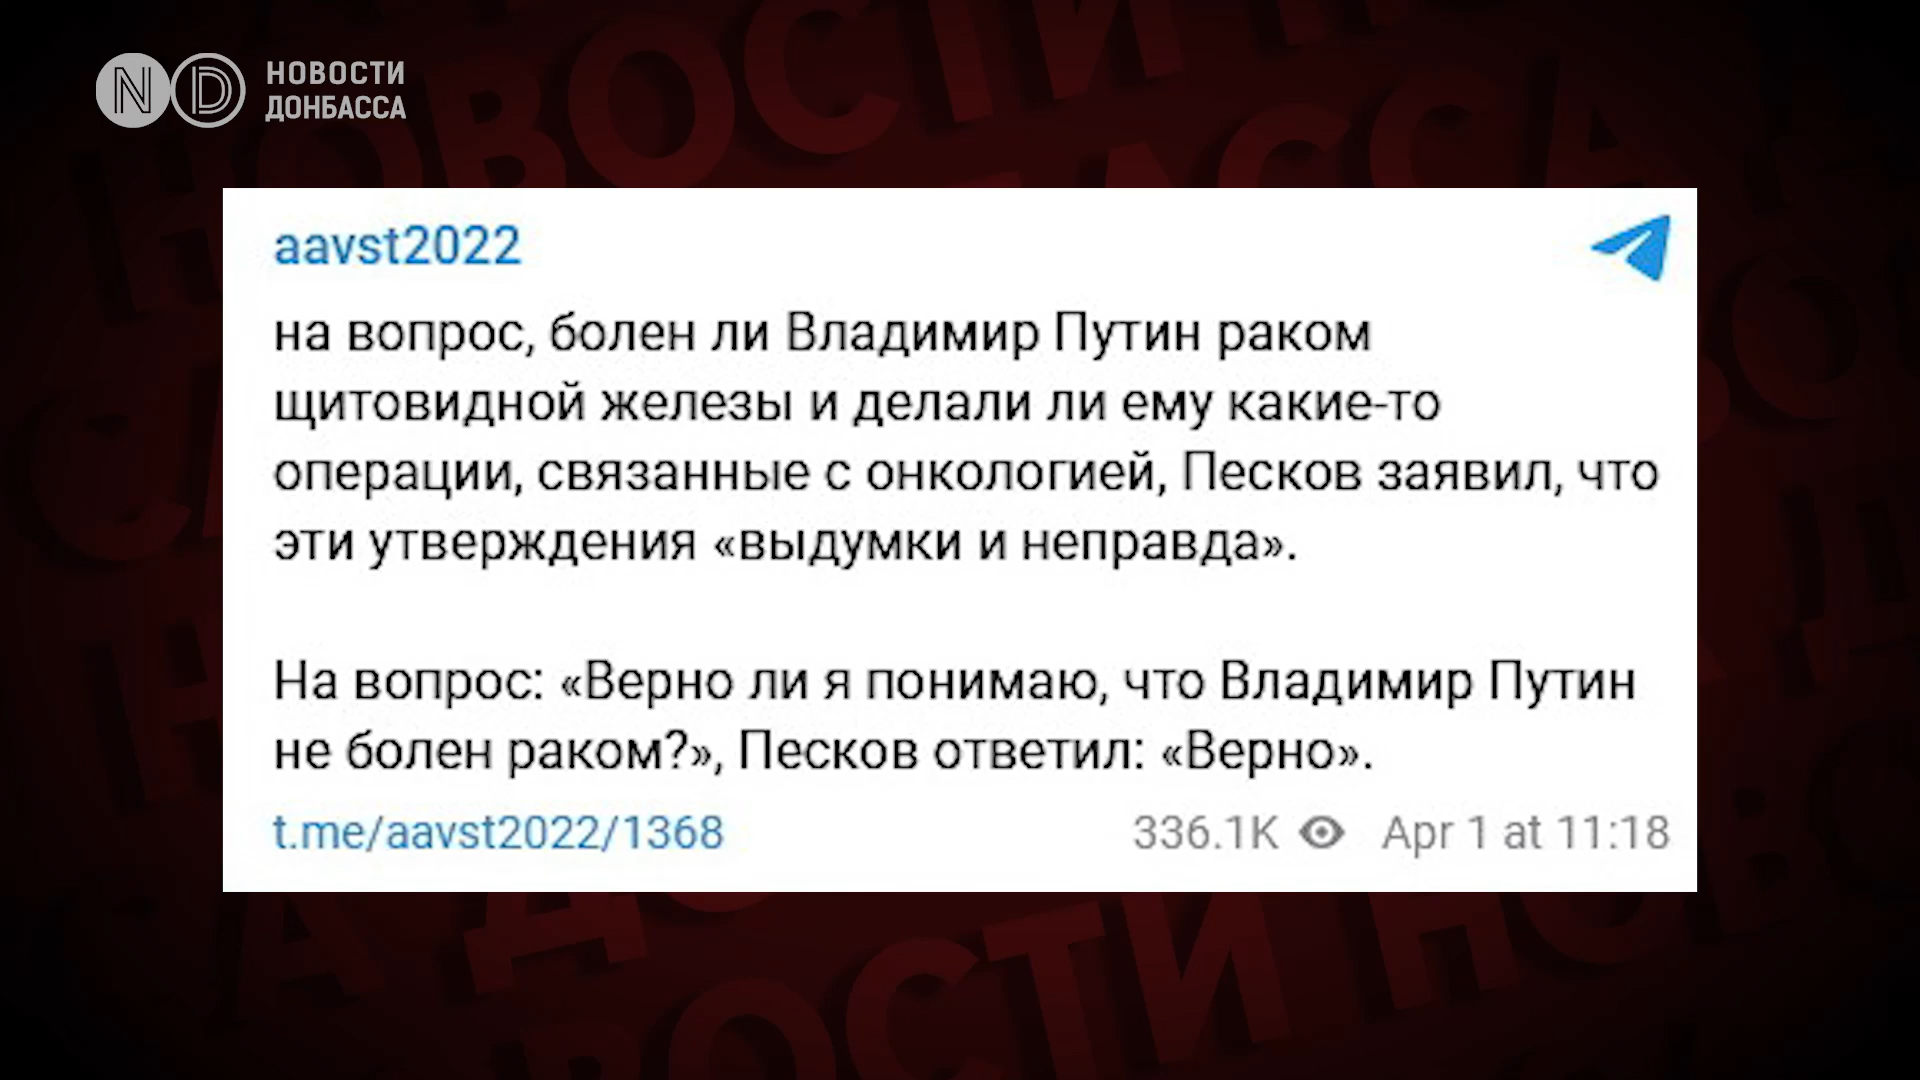 НОВОСТИ
ДОНБАССА
aavst2022
на вопрос, болен ли Владимир Путин раком
щитовидной железы и делали ли ему какие-то
операции, связанные с онкологией, Песков заявил, что
эти утверждения «выдумки и неправда».
На вопрос: «Верно ли я понимаю, что Владимир Путин
не болен раком?», Песков ответил: «Верно».
t.me/aavst2022/1368
336.1K Apr 1 at 11:18